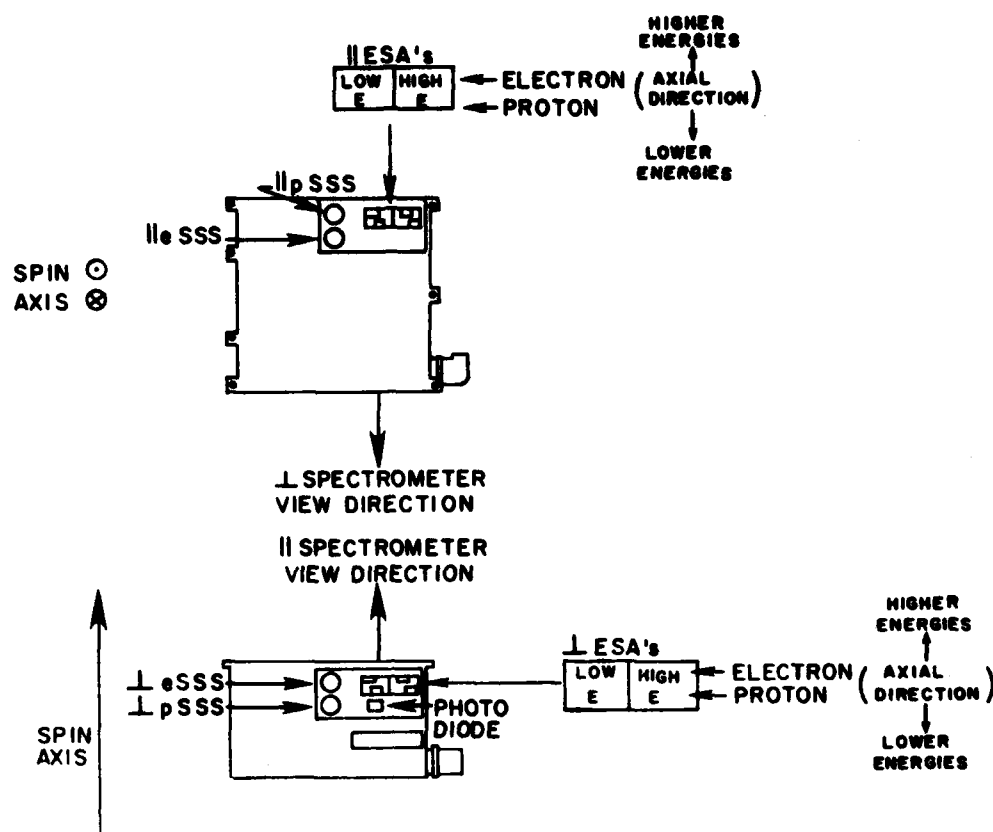 HIGHER
ENERGIES
|| ESA's
LOW
E
HIGH
E
ELECTRON
PROTON
( AXIAL
DIRECTION )
LOWER
ENERGIES
||p SSS
||e SSS
SPIN
AXIS
⊥ SPECTROMETER
VIEW DIRECTION
|| SPECTROMETER
VIEW DIRECTION
HIGHER
ENERGIES
⊥ ESA's
LOW
E
HIGH
E
ELECTRON
PROTON
( AXIAL
DIRECTION )
LOWER
ENERGIES
⊥ eSSS
⊥ pSSS
PHOTO
DIODE
SPIN
AXIS